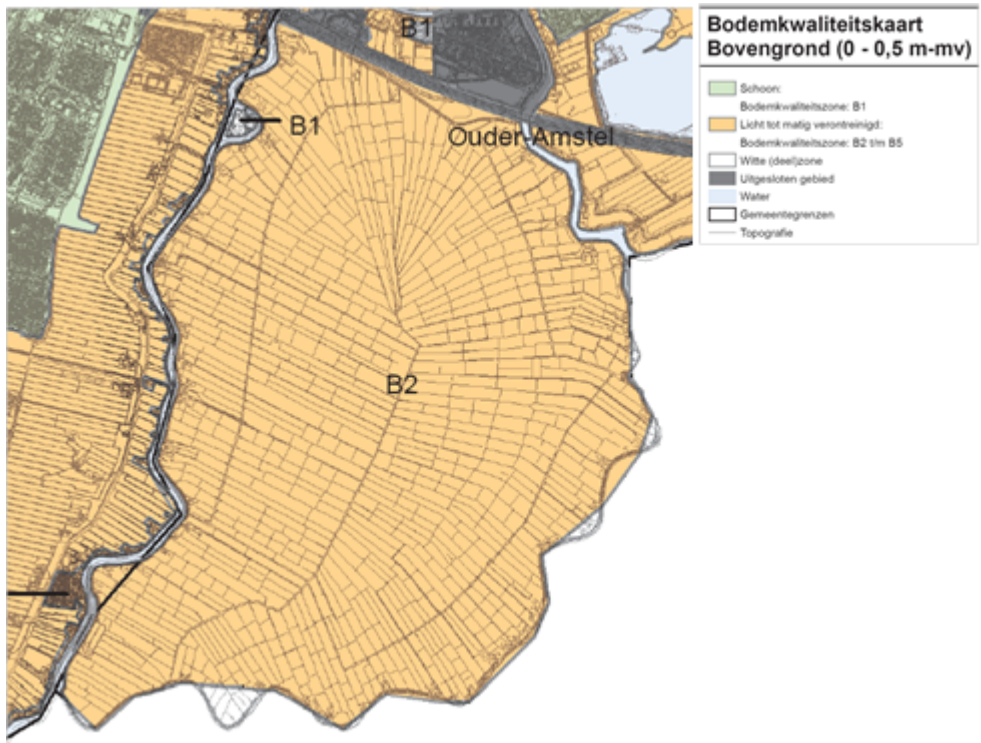 B1
B1
Ouder-Amstel
B2
Bodemkwaliteitskaart
Bovengrond (0 - 0,5 m-mv)
Schoon:
Bodemkwaliteitszone: B1
Licht tot matig verontreinigd:
Bodemkwaliteitszone: B2 t/m B5
Witte (deel)zone
Uitgesloten gebied
Water
Gemeentegrenzen
Topografie